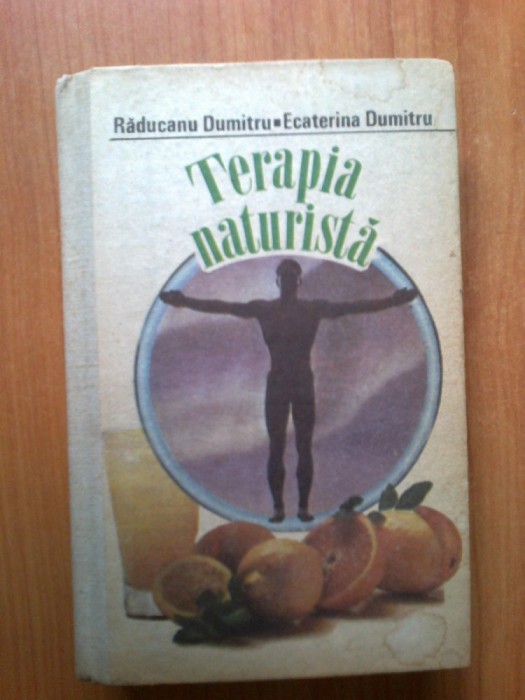 Răducanu Dumitru ▪ Ecaterina Dumitru
Terapia
naturistă